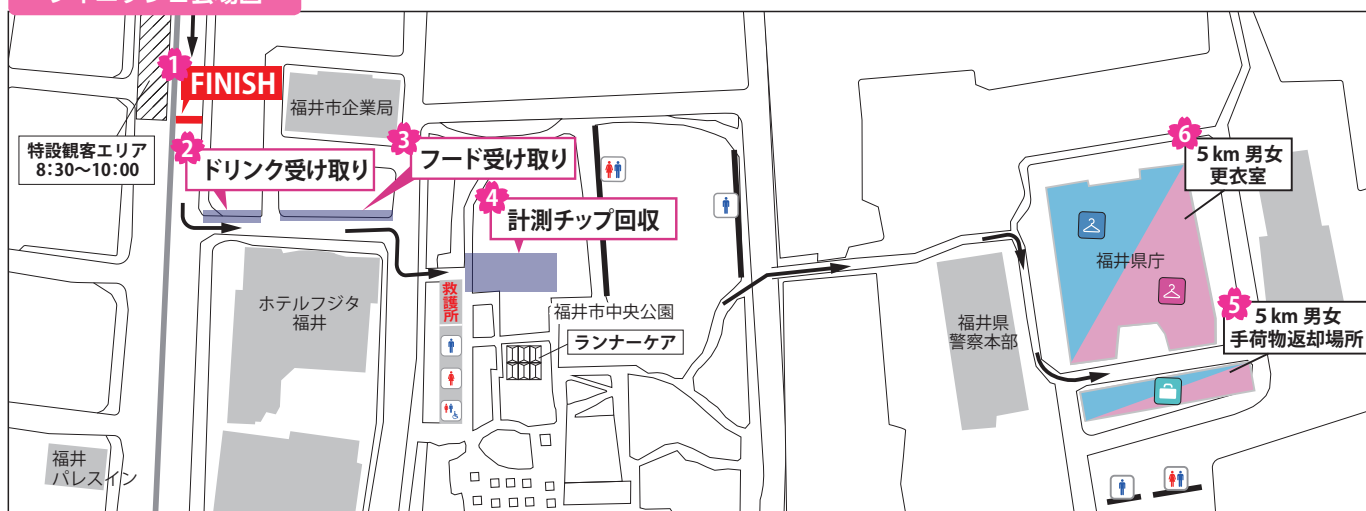 1
FINISH
福井市企業局
特設観客エリア
8:30〜10:00
2
ドリンク受け取り
3
フード受け取り
4
計測チップ回収
6
5km 男女
更衣室
福井県庁
ホテルフジタ
福井
救護所
福井市中央公園
ランナーケア
福井県
警察本部
5
5km 男女
手荷物返却場所
福井
パレスイン